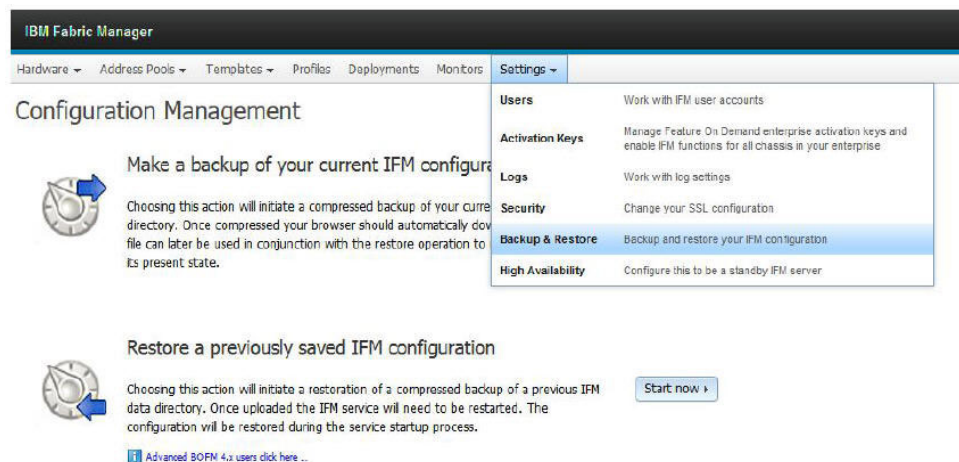 IBM Fabric Manager
Hardware Address Pools Templates Profiles Deployments Monitors Settings
Configuration Management
Users Work with IFM user accounts
Activation Keys Manage Feature On Demand enterprise activation keys and
enable IFM functions for all chassis in your enterprise
Logs Work with log settings
Security Change your SSL configuration
Backup & Restore Backup and restore your IFM configuration
High Availability Configure this to be a standby IFM server
Make a backup of your current IFM
Choosing this action will initiate a compressed backup of your
directory. Once compressed your browser should automatically
file can later be used in conjunction with the restore operation to
its present state.
Restore a previously saved IFM configuration
Choosing this action will initiate a restoration of a compressed backup of a previous IFM
data directory. Once uploaded the IFM service will need to be restarted. The
configuration will be restored during the service startup process.
Start now
Advanced BOFM 4.x users click here ...